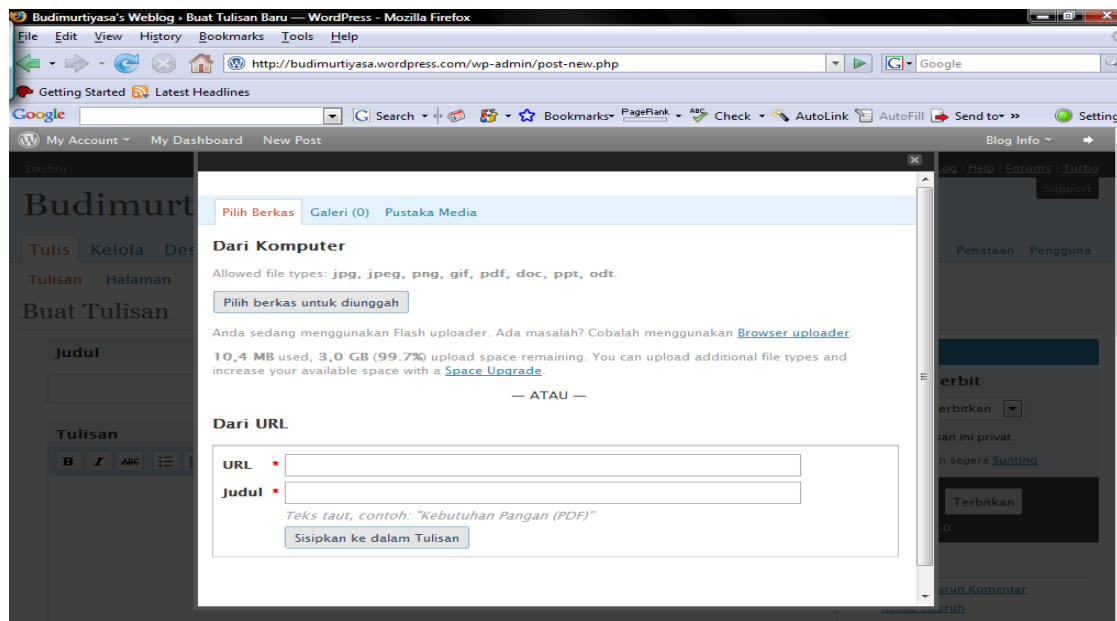 Budimurtiyasa's Weblog › Buat Tulisan Baru — WordPress - Mozilla Firefox
File Edit View History Bookmarks Tools Help
http://budimurtiyasa.wordpress.com/wp-admin/post-new.php G Google
Getting Started Latest Headlines
Google G Search Bookmarks PageRank ABC Check AutoLink AutoFill Send to » Setting
My Account My Dashboard New Post Blog Info
Dasbor Log | Help | Forums | Turbo
Support
Budimurt
Pilih Berkas Galeri (0) Pustaka Media
Tulis Kelola Des Penataan Pengguna
Dari Komputer
Allowed file types: jpg, jpeg, png, gif, pdf, doc, ppt, odt.
Tulisan Halaman
Pilih berkas untuk diunggah
Buat Tulisan
Anda sedang menggunakan Flash uploader. Ada masalah? Cobalah menggunakan Browser uploader.
Judul
10,4 MB used, 3,0 GB (99.7%) upload space remaining. You can upload additional file types and
increase your available space with a Space Upgrade.
erbit
— ATAU —
erbitkan
Dari URL
Tulisan
san ini privat
B I ABC
n segera Sunting
URL *
Judul *
Terbitkan
Teks taut, contoh: "Kebutuhan Pangan (PDF)"
0
Sisipkan ke dalam Tulisan
uruh Komentar